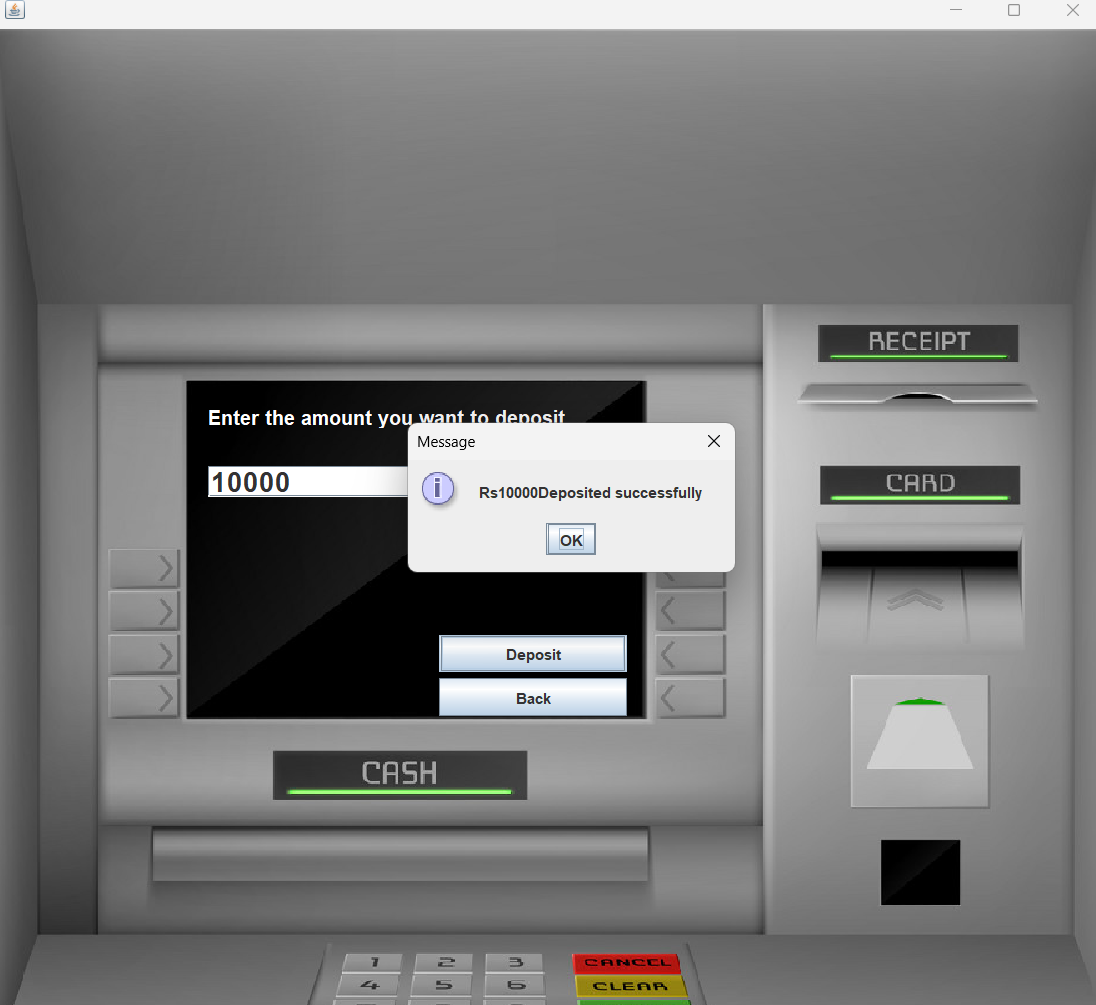 RECEIPT
Enter the amount you want to deposit
Message
10000
Rs10000Deposited successfully
OK
CARD
Deposit
Back
CASH
1 2 3 CANCEL
4 5 6 CLEAR